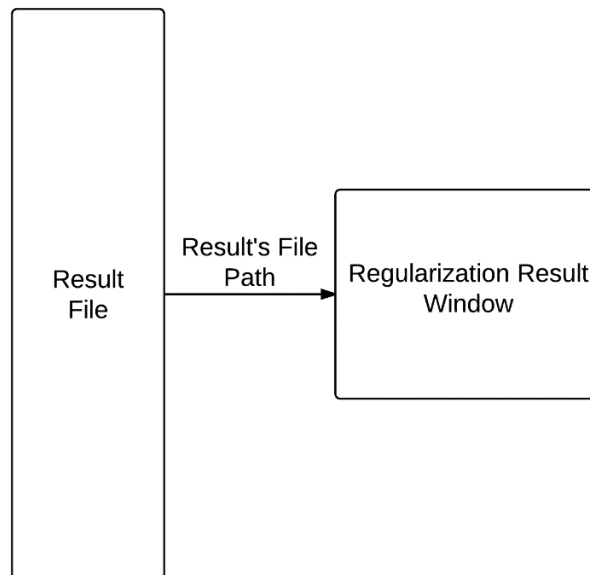 Result
File
Result's File
Path
Regularization Result
Window